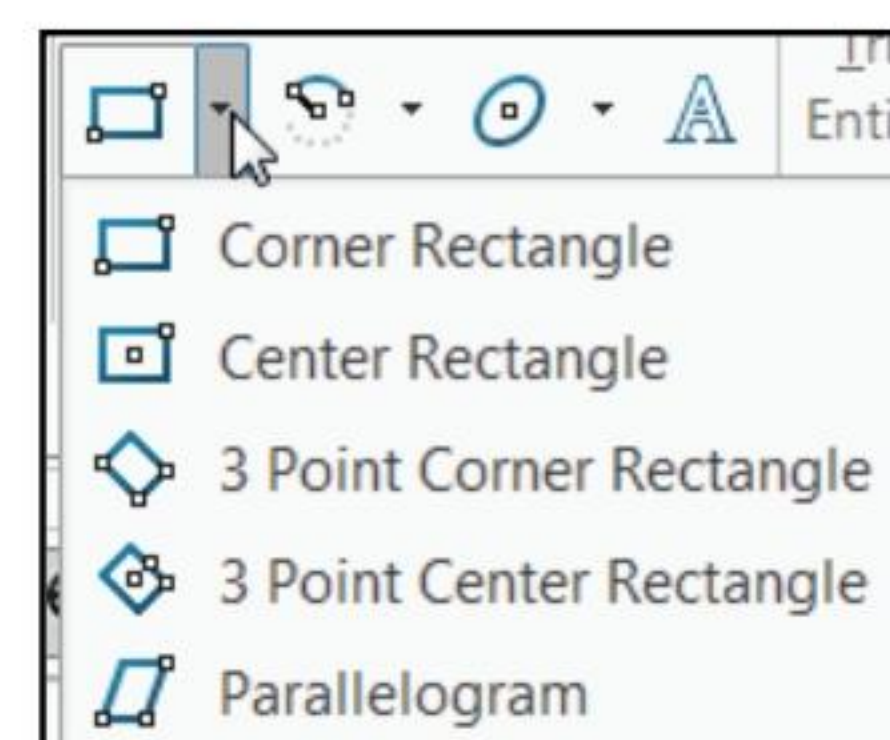 A
Corner Rectangle
Center Rectangle
3 Point Corner Rectangle
3 Point Center Rectangle
Parallelogram